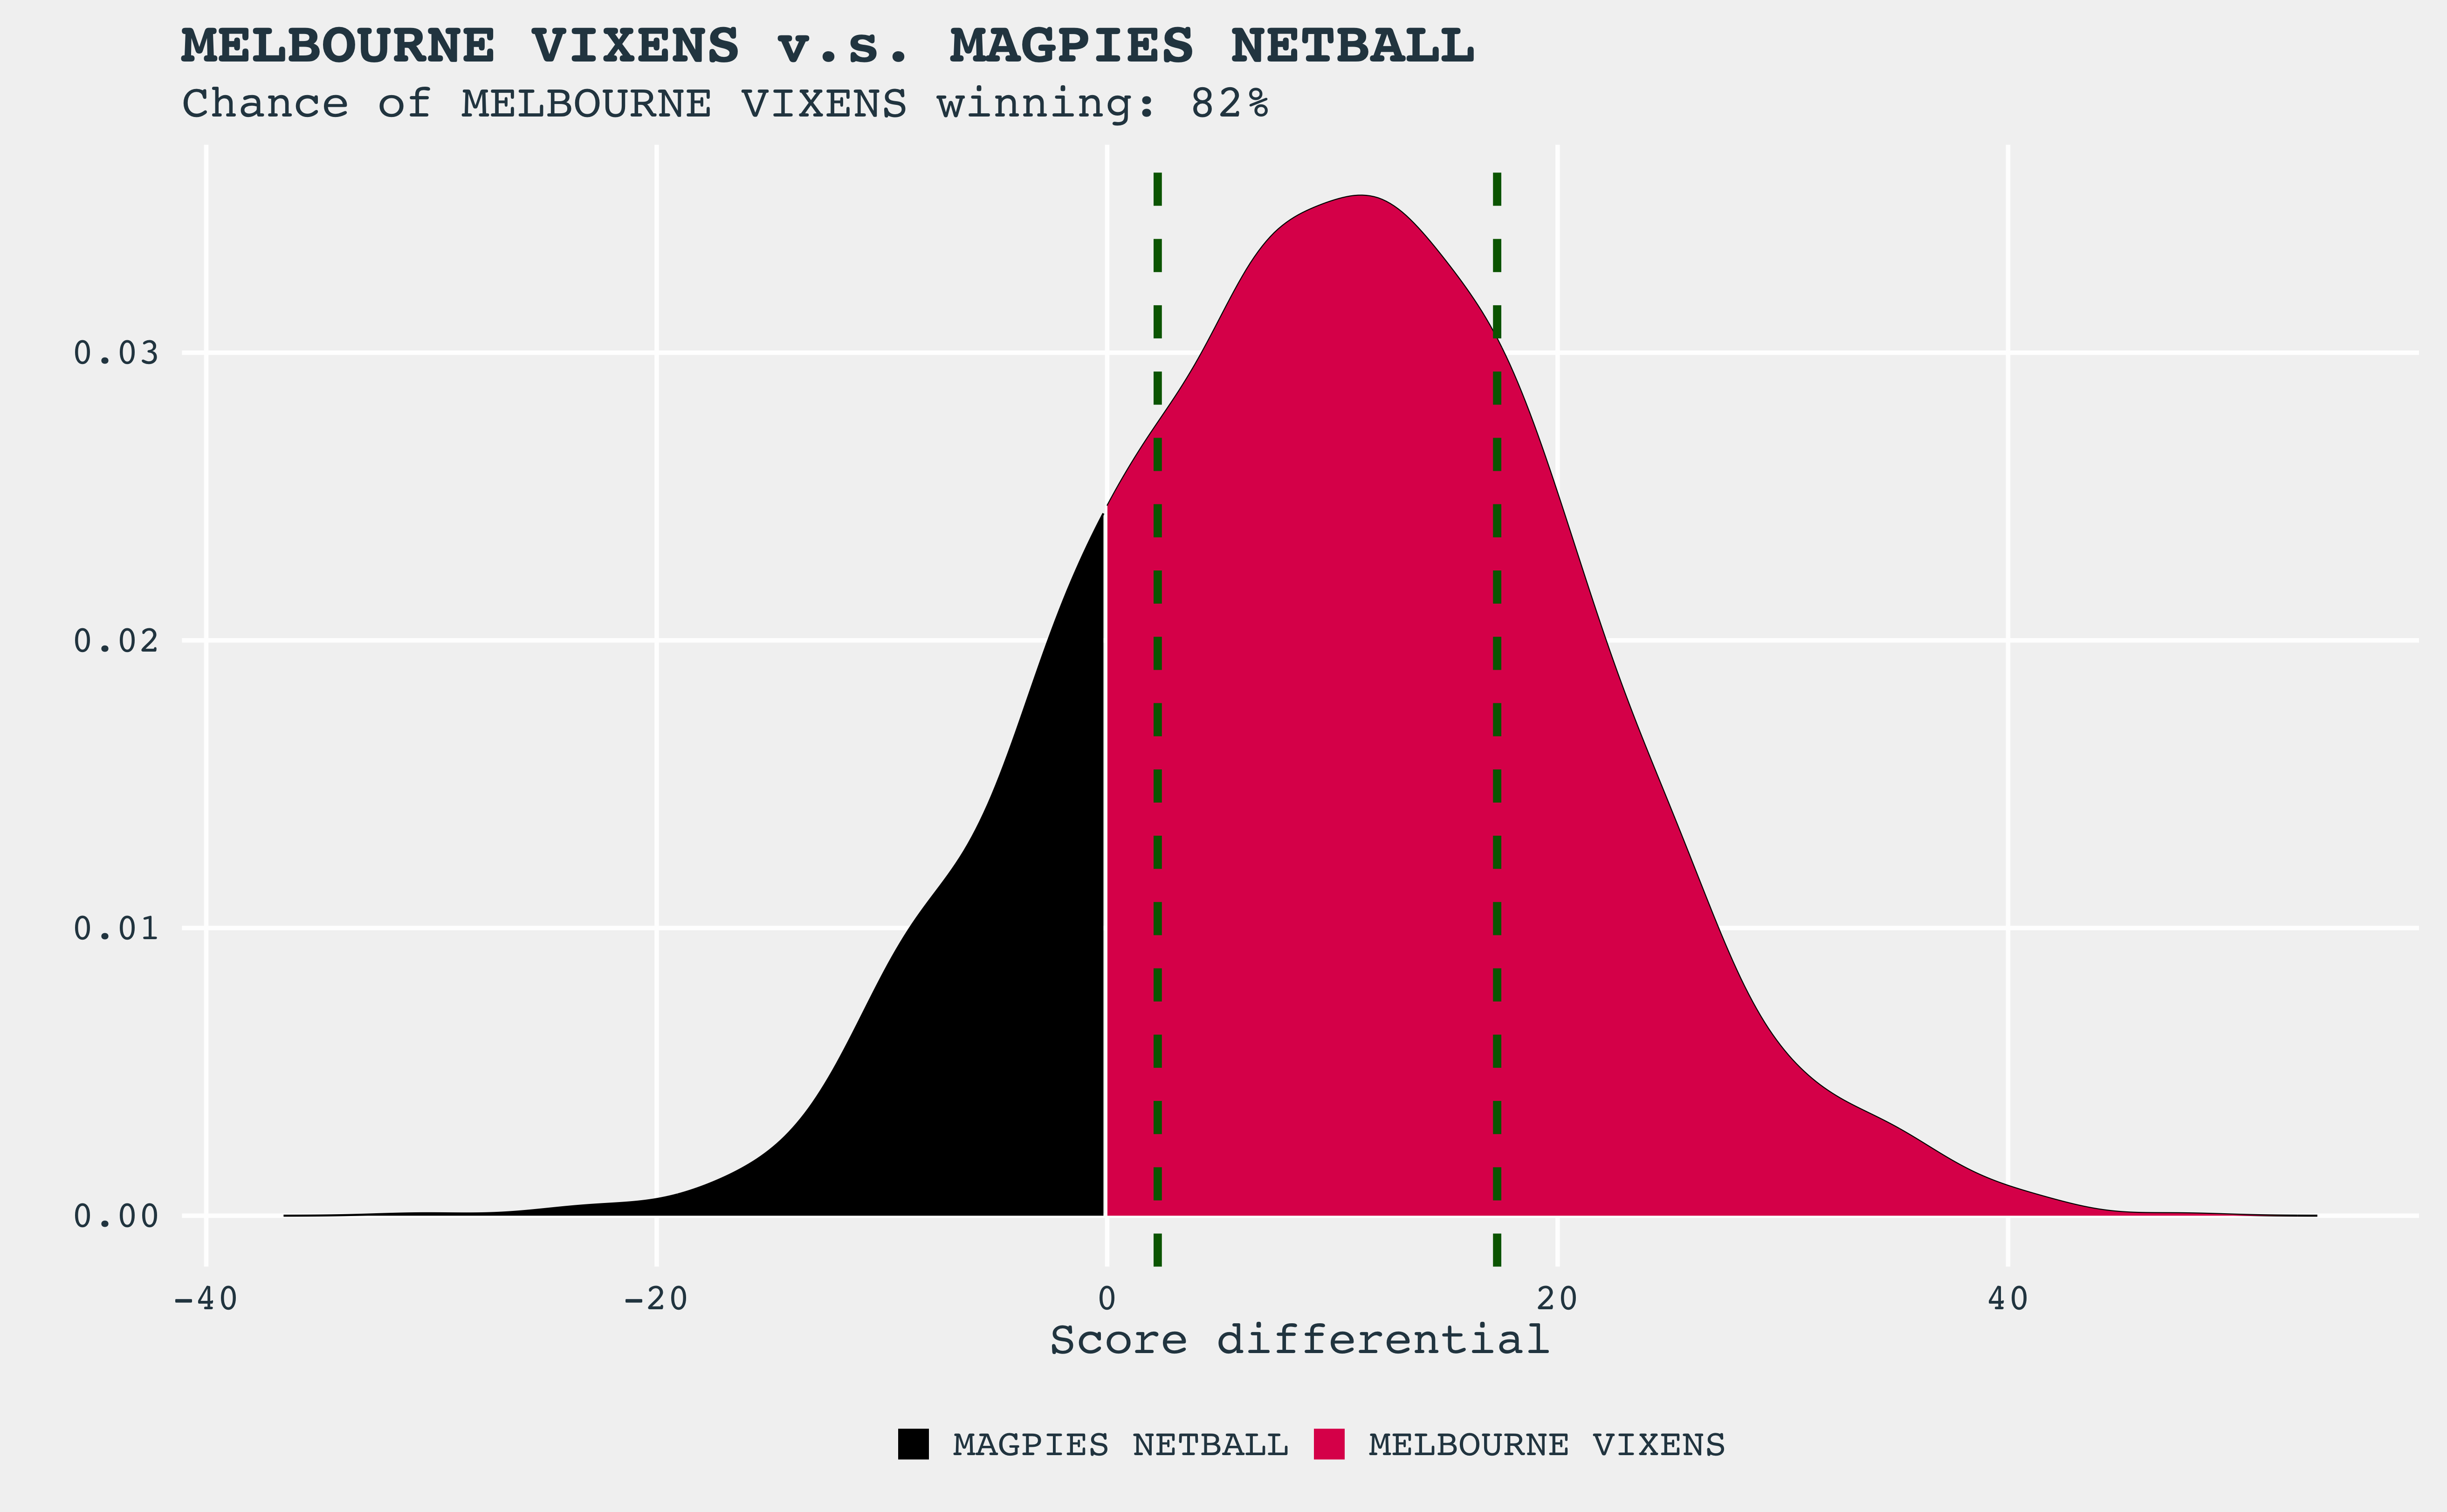 MELBOURNE VIXENS v.s. MAGPIES NETBALL
Chance of MELBOURNE VIXENS winning: 82%
0.03
0.02
0.01
0.00
-40 -20 0 20 40
Score differential
MAGPIES NETBALL MELBOURNE VIXENS